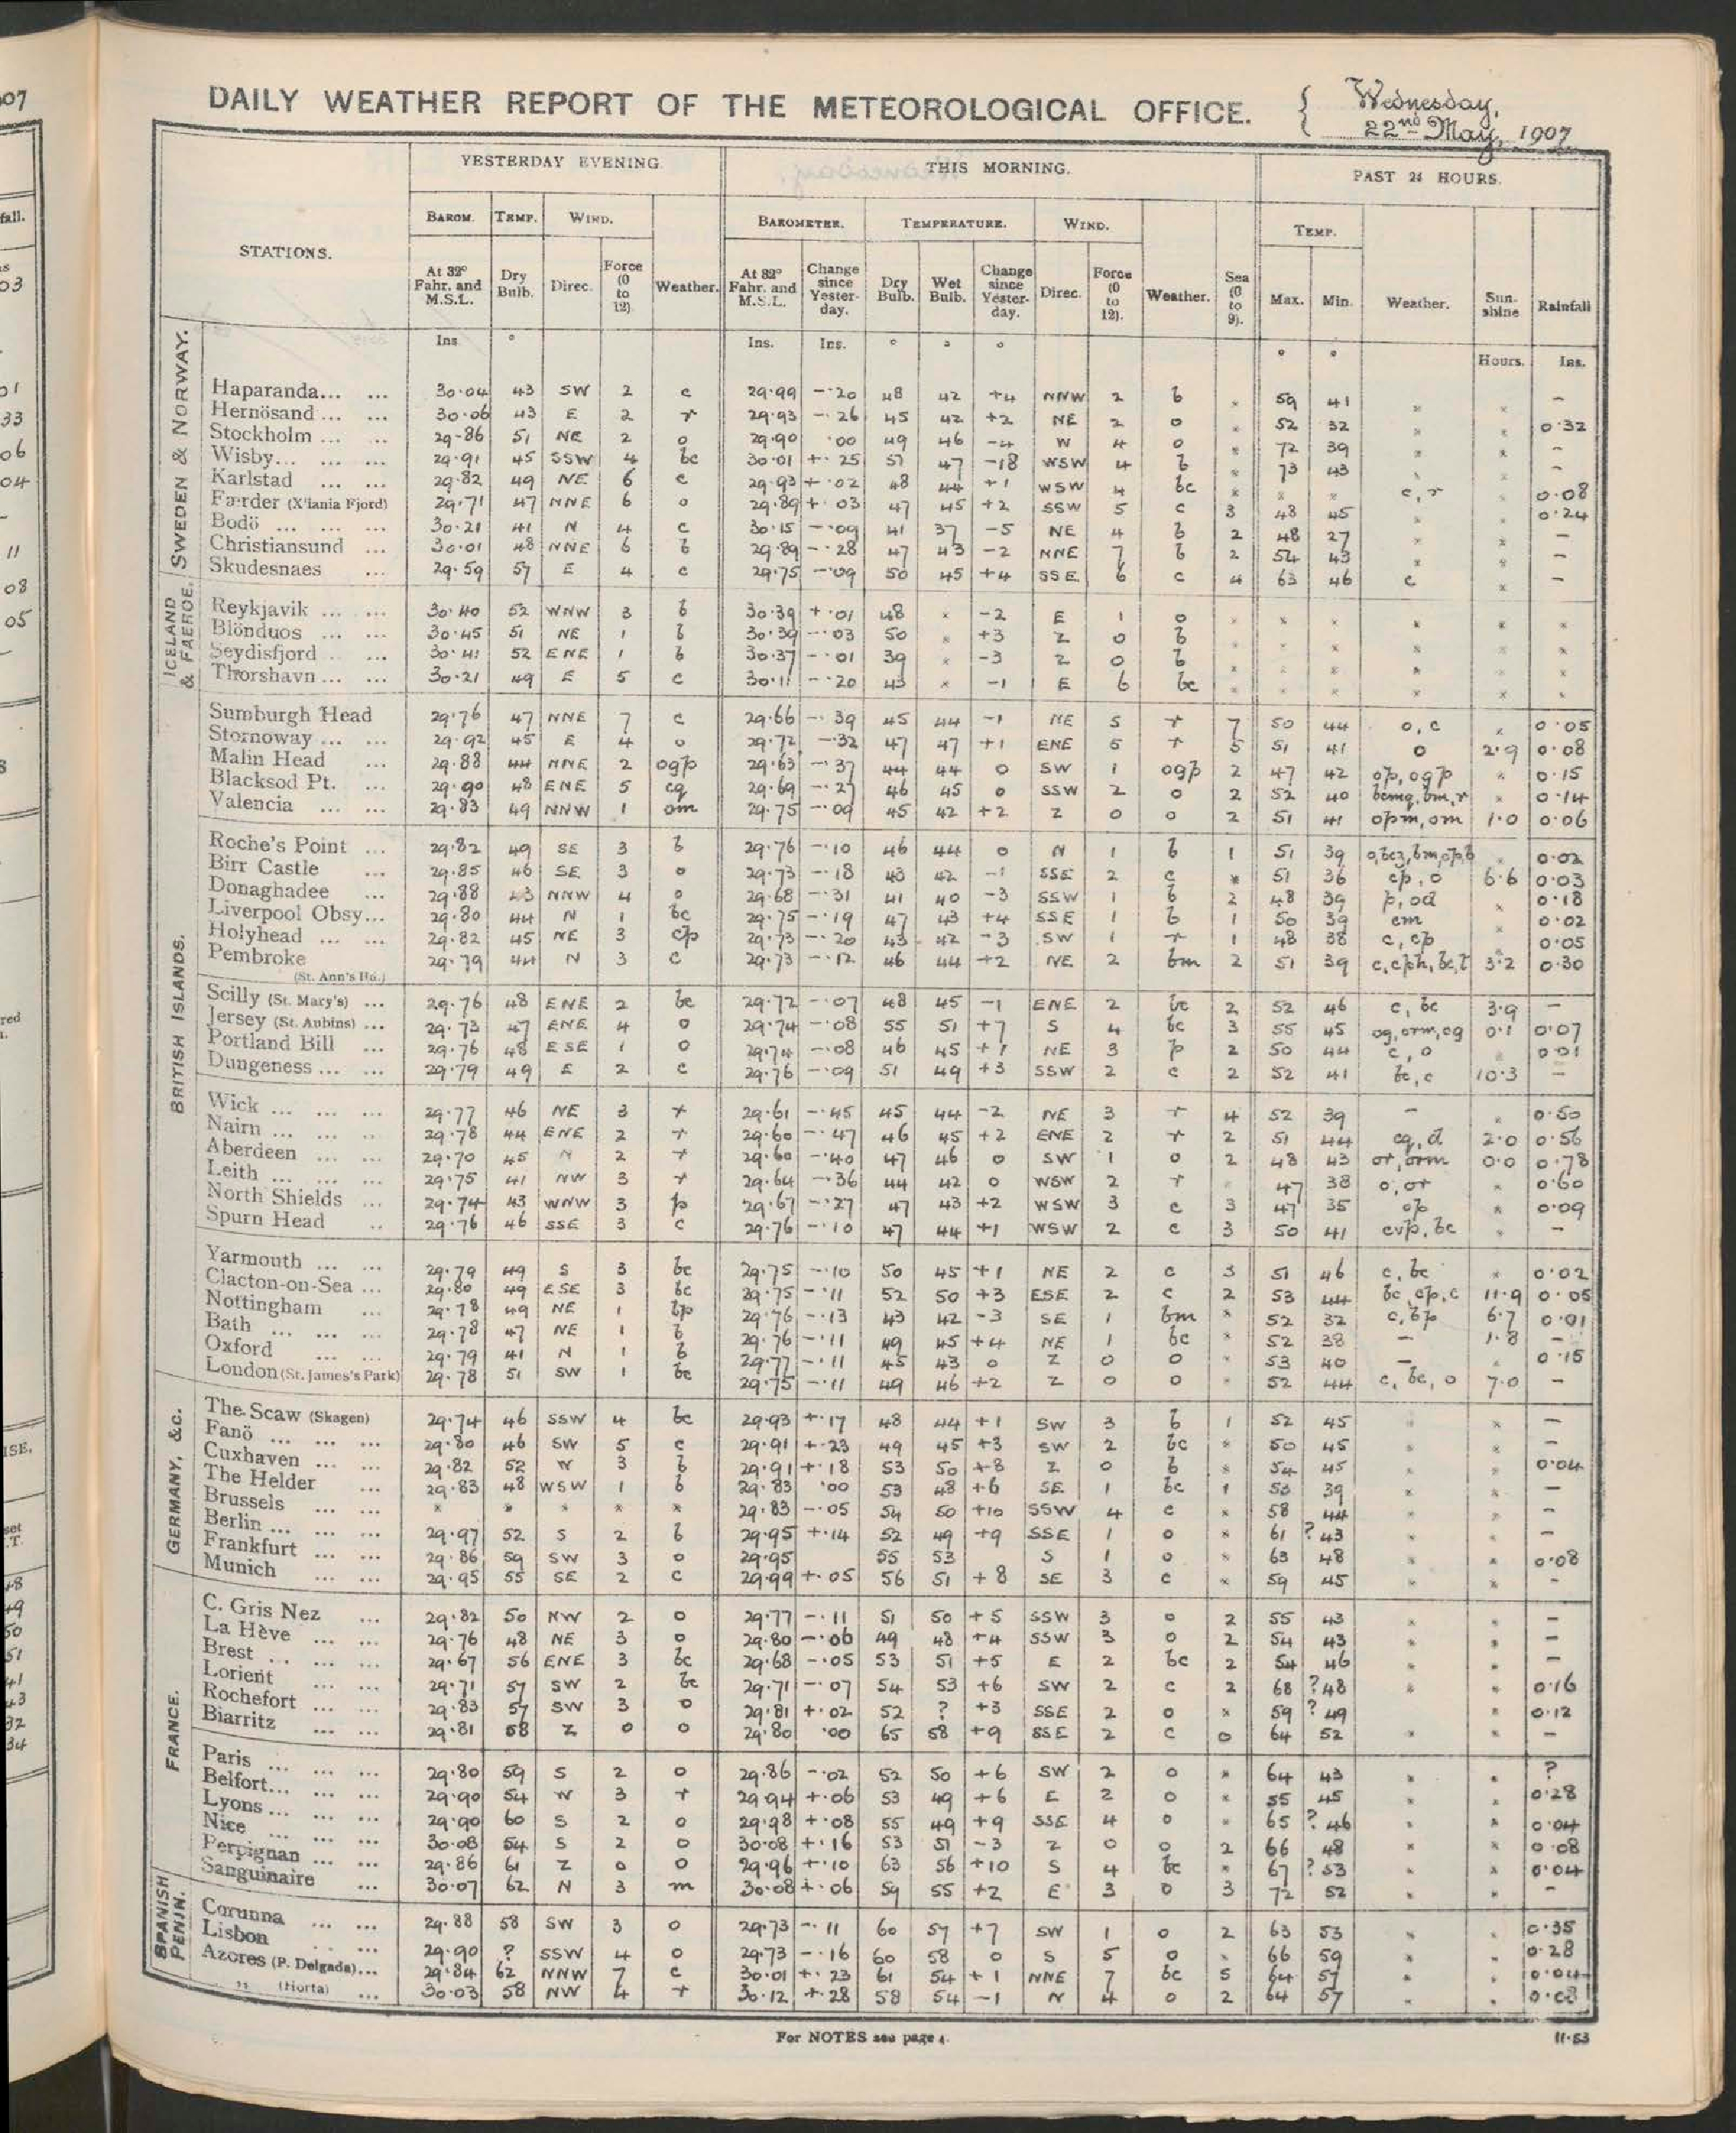 DAILY WEATHER REPORT OF THE METEOROLOGICAL OFFICE. { Wednesday, 22nd May, 1907
YESTERDAY EVENING. THIS MORNING. PAST 24 HOURS.
STATIONS. BAROM. TEMP. WIND. Weather. BAROMETER. TEMPERATURE. WIND. Weather. Sea (0 to 9). TEMP. Weather. Sunshine Rainfall
At 32° Fahr. and M.S.L. Dry Bulb. Direc. Force (0 to 12). At 32° Fahr. and M.S.L. Change since Yesterday. Dry Bulb. Wet Bulb. Change since Yesterday. Direc. Force (0 to 12). Max. Min.
Ins. ° Ins. Ins. ° ° ° ° ° Hours. Ins.
SWEDEN & NORWAY.
Haparanda... ... 30·04 43 SW 2 c 29·99 -·20 48 42 +4 NNW 2 b × 59 41 × × -
Hernösand ... ... 30·06 43 E 2 r 29·93 -·26 45 42 +2 NE 2 o × 52 32 × × 0·32
Stockholm ... ... 29·86 51 NE 2 o 29·90 ·00 49 46 -4 W 4 o × 72 39 × × -
Wisby... ... ... 29·91 45 SSW 4 bc 30·01 +·25 51 47 -18 WSW 4 b × 73 43 × × -
Karlstad ... ... 29·82 49 NE 6 c 29·93 +·02 48 44 +1 WSW 4 bc × × × c, r × 0·08
Færder (X'iania Fjord) 29·71 47 NNE 6 o 29·89 +·03 47 45 +2 SSW 5 c 3 48 45 × × 0·24
Bodö ... ... ... 30·21 41 N 4 c 30·15 -·09 41 37 -5 NE 4 b 2 48 27 × × -
Christiansund ... 30·01 48 NNE 6 b 29·89 -·28 47 43 -2 NNE 7 b 2 54 43 × × -
Skudesnaes ... 29·59 57 E 4 c 29·75 -·09 50 45 +4 SSE 6 c 4 63 46 c × -
ICELAND & FAEROE.
Reykjavik ... ... 30·40 52 WNW 3 b 30·39 +·01 48 × -2 E 1 o × × × × × ×
Blönduos ... ... 30·45 51 NE 1 b 30·39 -·03 50 × +3 Z 0 b × × × × × ×
Seydisfjord ... ... 30·41 52 ENE 1 b 30·37 -·01 39 × -3 Z 0 b × × × × × ×
Thorshavn ... ... 30·21 49 E 5 c 30·11 -·20 43 × -1 E 6 bc × × × × × ×
BRITISH ISLANDS.
Sumburgh Head 29·76 47 NNE 7 c 29·66 -·39 45 44 -1 NE 5 r 7 50 44 o, c × 0·05
Stornoway ... ... 29·92 45 E 4 o 29·72 -·32 47 47 +1 ENE 5 r 5 51 41 o 2·9 0·08
Malin Head ... 29·88 44 NNE 2 ogp 29·63 -·37 44 44 0 SW 1 ogp 2 47 42 op, ogp × 0·15
Blacksod Pt. ... 29·90 48 ENE 5 cq 29·69 -·27 46 45 0 SSW 2 o 2 52 40 bcmq, bm, r × 0·14
Valencia ... ... 29·83 49 NNW 1 om 29·75 -·09 45 42 +2 Z 0 o 2 51 41 opm, om 1·0 0·06
Roche's Point ... 29·82 49 SE 3 b 29·76 -·10 46 44 0 N 1 b 1 51 39 × 0·02
Birr Castle ... 29·85 46 SE 3 o 29·73 -·18 43 42 -1 SSE 2 c × 51 36 cp, o 6·6 0·03
Donaghadee ... 29·88 43 NNW 4 o 29·68 -·31 41 40 -3 SSW 1 b 2 48 39 p, od × 0·18
Liverpool Obsy... 29·80 44 N 1 bc 29·75 -·19 47 43 +4 SSE 1 b 1 50 39 cm × 0·02
Holyhead ... ... 29·82 45 NE 3 cp 29·73 -·20 43 42 -3 SW 1 r 1 48 38 c, cp × 0·05
Pembroke (St. Ann's Hd.) 29·79 44 N 3 c 29·73 -·12 46 44 +2 NE 2 bm 2 51 39 c, cph, bc, t 3·2 0·30
Scilly (St. Mary's) ... 29·76 48 ENE 2 bc 29·72 -·07 48 45 -1 ENE 2 bc 2 52 46 c, bc 3·9 -
Jersey (St. Aubins) ... 29·73 47 ENE 4 o 29·74 -·08 55 51 +7 S 4 bc 3 55 45 og, orm, cg 0·1 0·07
Portland Bill ... 29·76 48 ESE 1 o 29·74 -·08 46 45 +1 NE 3 p 2 50 44 c, o × 0·01
Dungeness ... ... 29·79 49 E 2 c 29·76 -·09 51 49 +3 SSW 2 c 2 52 41 bc, c 10·3 -
Wick ... ... ... 29·77 46 NE 3 r 29·61 -·45 45 44 -2 NE 3 r 4 52 39 - × 0·50
Nairn ... ... ... 29·78 44 ENE 2 r 29·60 -·47 46 45 +2 ENE 2 r 2 51 44 cq, d 2·0 0·56
Aberdeen ... ... 29·70 45 N 2 r 29·60 -·40 47 46 0 SW 1 o 2 48 43 or, orm 0·0 0·78
Leith ... ... ... 29·75 41 NW 3 r 29·64 -·36 44 42 0 WSW 2 r × 47 38 o, or × 0·60
North Shields ... 29·74 43 WNW 3 p 29·67 -·27 47 43 +2 WSW 3 c 3 47 35 op × 0·09
Spurn Head .. 29·76 46 SSE 3 c 29·76 -·10 47 44 +1 WSW 2 c 3 50 41 cvp, bc × -
Yarmouth ... ... 29·79 49 S 3 bc 29·75 -·10 50 45 +1 NE 2 c 3 51 46 c, bc × 0·02
Clacton-on-Sea ... 29·80 49 ESE 3 bc 29·75 -·11 52 50 +3 ESE 2 c 2 53 44 bc, cp, c 11·9 0·05
Nottingham ... 29·78 49 NE 1 bp 29·76 -·13 43 42 -3 SE 1 bm × 52 32 c, bp 6·7 0·01
Bath ... ... ... 29·78 47 NE 1 b 29·76 -·11 49 45 +4 NE 1 bc × 52 38 - 1·8 -
Oxford ... ... 29·79 41 N 1 b 29·77 -·11 45 43 0 Z 0 o × 53 40 - × 0·15
London (St. James's Park) 29·78 51 SW 1 bc 29·75 -·11 49 46 +2 Z 0 o × 52 44 c, bc, o 7·0 -
GERMANY, &c.
The Scaw (Skagen) 29·74 46 SSW 4 bc 29·93 +·17 48 44 +1 SW 3 b 1 52 45 × × -
Fanö ... ... ... 29·80 46 SW 5 c 29·91 +·23 49 45 +3 SW 2 bc × 50 45 × × -
Cuxhaven ... ... 29·82 52 W 3 b 29·91 +·18 53 50 +8 Z 0 b × 54 45 × × 0·04
The Helder ... 29·83 48 WSW 1 b 29·83 ·00 53 48 +6 SE 1 bc 1 53 39 × × -
Brussels ... ... × × × × × 29·83 -·05 54 50 +10 SSW 4 c × 58 44 × × -
Berlin ... ... ... 29·97 52 S 2 b 29·95 +·14 52 49 +9 SSE 1 o × 61 ?43 × × -
Frankfurt ... ... 29·86 59 SW 3 o 29·95 55 53 S 1 o × 63 48 × × 0·08
Munich ... ... 29·95 55 SE 2 c 29·99 +·05 56 51 +8 SE 3 c × 59 45 × × -
FRANCE.
C. Gris Nez ... 29·82 50 NW 2 o 29·77 -·11 51 50 +5 SSW 3 o 2 55 43 × × -
La Hève ... ... 29·76 48 NE 3 o 29·80 -·06 49 48 +4 SSW 3 o 2 54 43 × × -
Brest ... ... ... 29·67 56 ENE 3 bc 29·68 -·05 53 51 +5 E 2 bc 2 54 46 × × -
Lorient ... ... 29·71 57 SW 2 bc 29·71 -·07 54 53 +6 SW 2 c 2 68 ?48 × × 0·16
Rochefort ... ... 29·83 57 SW 3 o 29·81 +·02 52 ? +3 SSE 2 o × 59 ?49 × 0·12
Biarritz ... ... 29·81 58 Z 0 o 29·80 ·00 65 58 +9 SSE 2 c 0 64 52 × × -
Paris ... ... ... 29·80 59 S 2 o 29·86 -·02 52 50 +6 SW 2 o × 64 43 × × ?
Belfort... ... ... 29·90 54 W 3 r 29·94 +·06 53 49 +6 E 2 o × 55 45 × × 0·28
Lyons ... ... ... 29·90 60 S 2 o 29·98 +·08 55 49 +9 SSE 4 o × 65 ?46 × × 0·04
Nice ... ... ... 30·08 54 S 2 o 30·08 +·16 53 51 -3 Z 0 o 2 66 48 × × 0·08
Perpignan ... ... 29·86 61 Z 0 o 29·96 +·10 63 56 +10 S 4 bc × 67 ?53 × × 0·04
Sanguinaire ... 30·07 62 N 3 m 30·08 +·06 59 55 +2 E 3 o 3 72 52 × × -
SPANISH PENIN.
Corunna ... ... 29·88 58 SW 3 o 29·73 -·11 60 57 +7 SW 1 o 2 63 53 × × 0·35
Lisbon ... ... 29·90 ? SSW 4 o 29·73 -·16 60 58 0 S 5 o × 66 59 × × 0·28
Azores (P. Delgada)... 29·84 62 NNW 7 c 30·01 +·23 61 54 +1 NNE 7 bc 5 64 57 × × 0·04
,, (Horta) ... 30·03 58 NW 4 r 30·12 +·28 58 54 -1 N 4 o 2 64 57 × ×
For NOTES see page 4.
11·53
07
fall.
03
01
33
06
04
11
08
05